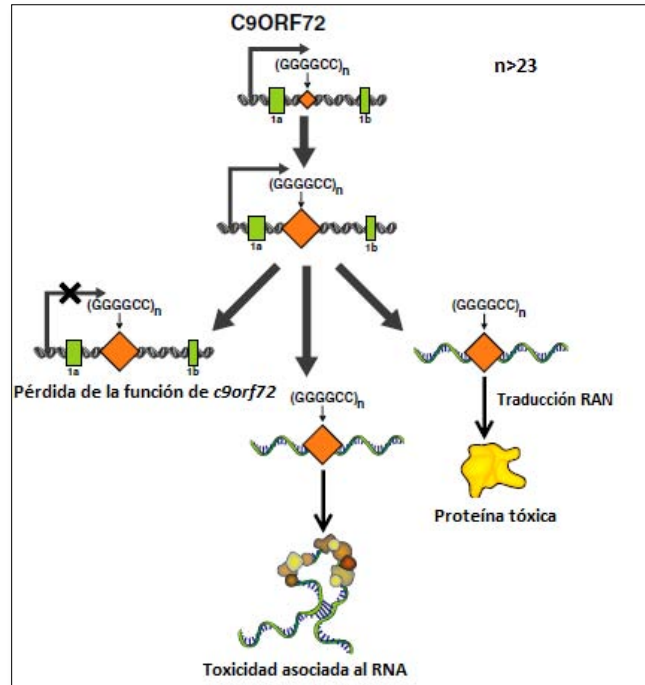 C9ORF72
(GGGGCC)n
n>23
1a
1b
(GGGGCC)n
1a
1b
(GGGGCC)n
1a
1b
Pérdida de la función de c9orf72
(GGGGCC)n
Toxicidad asociada al RNA
(GGGGCC)n
Traducción RAN
Proteína tóxica